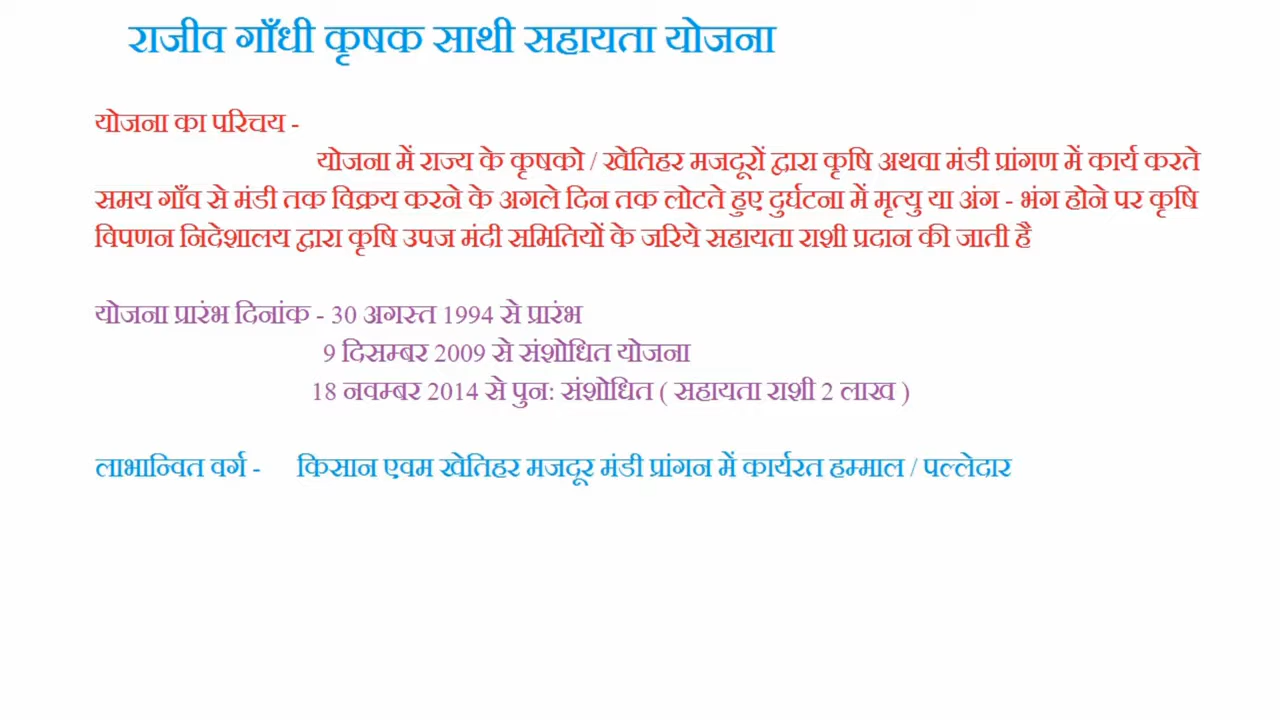 राजीव गाँधी कृषक साथी सहायता योजना
योजना का परिचय -
योजना में राज्य के कृषको / खेतिहर मजदूरों द्वारा कृषि अथवा मंडी प्रांगण में कार्य करते
समय गाँव से मंडी तक विक्रय करने के अगले दिन तक लोटते हुए दुर्घटना में मृत्यु या अंग - भंग होने पर कृषि
विपणन निदेशालय द्वारा कृषि उपज मंदी समितियों के जरिये सहायता राशी प्रदान की जाती है
योजना प्रारंभ दिनांक - 30 अगस्त 1994 से प्रारंभ
9 दिसम्बर 2009 से संशोधित योजना
18 नवम्बर 2014 से पुन: संशोधित ( सहायता राशी 2 लाख )
लाभान्वित वर्ग - किसान एवम खेतिहर मजदूर मंडी प्रांगन में कार्यरत हम्माल / पल्लेदार